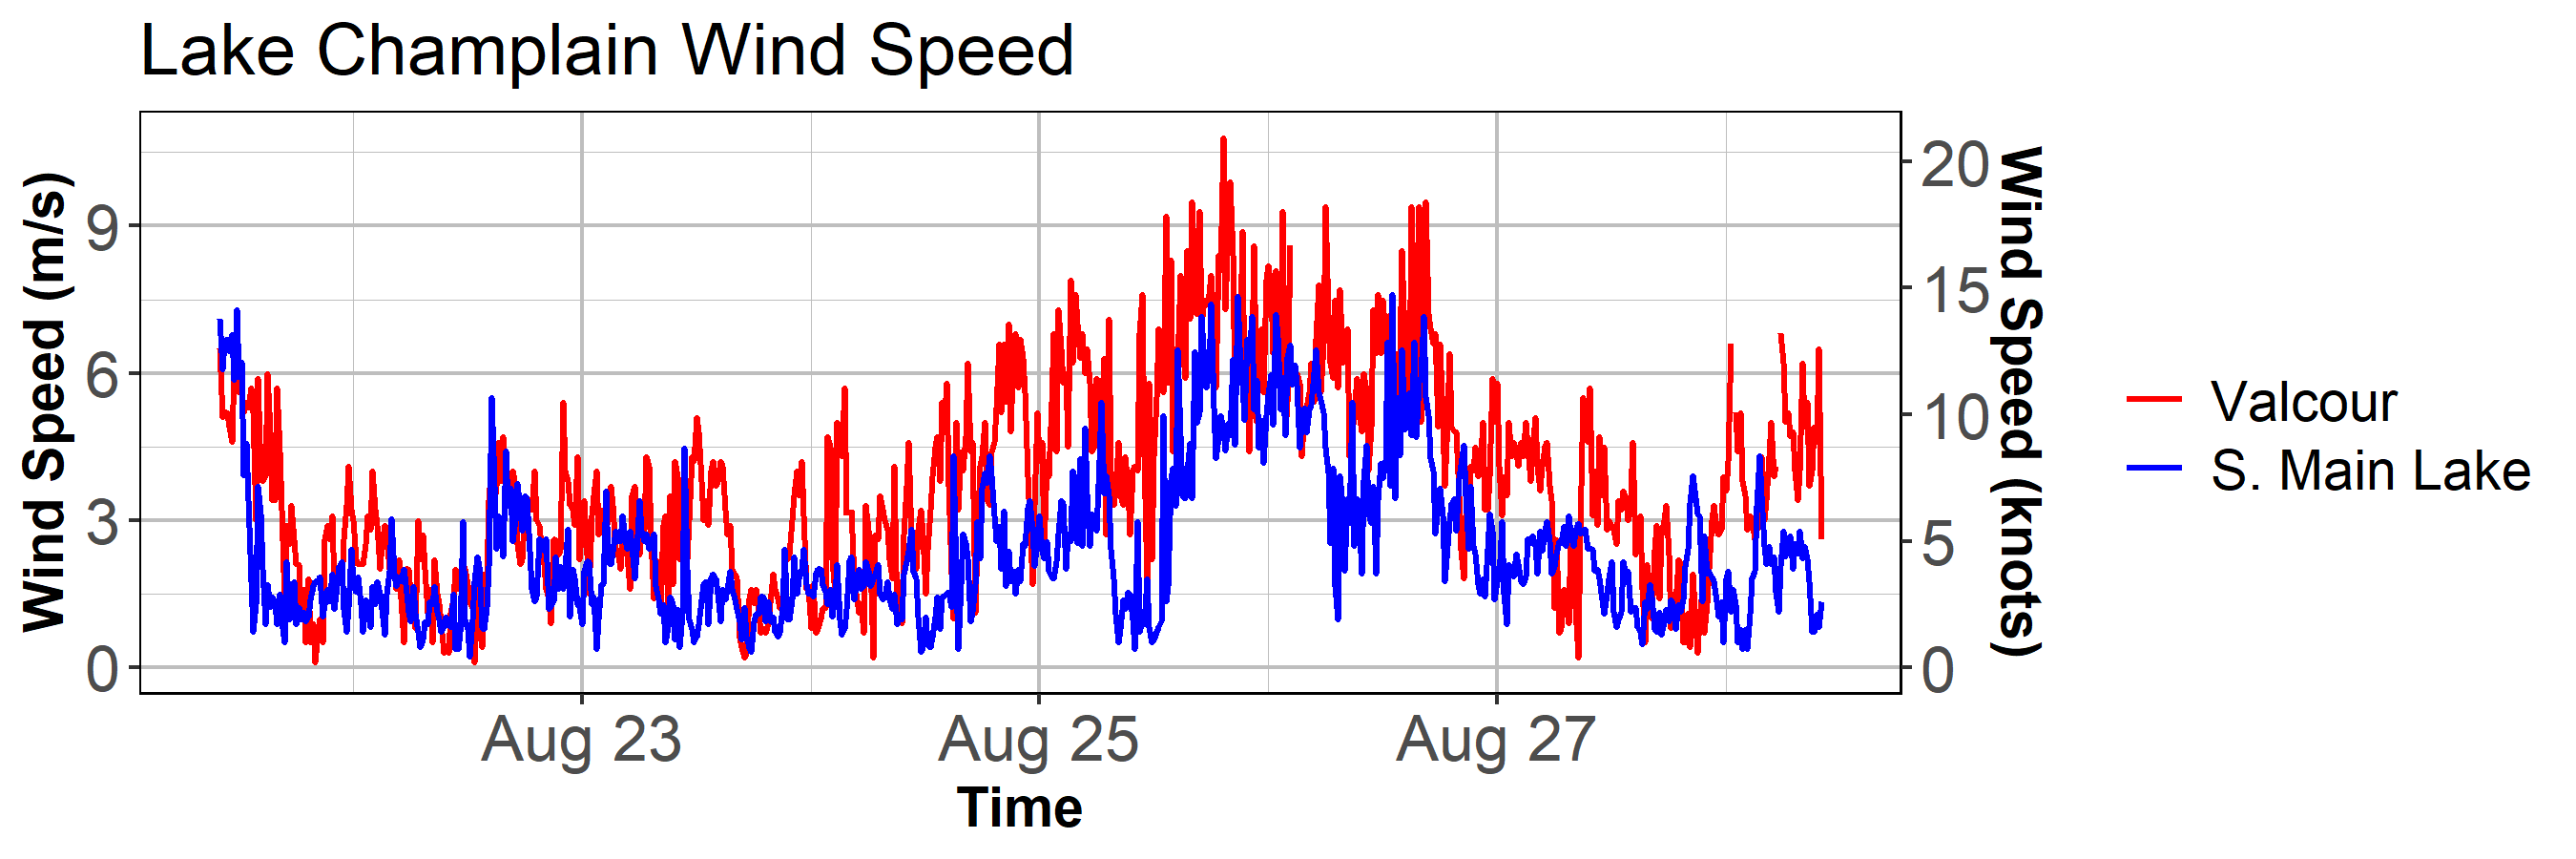 Lake Champlain Wind Speed
Wind Speed (m/s)
9
6
3
0
20
15
10
5
0
Wind Speed (knots)
Aug 23
Aug 25
Aug 27
Time
Valcour
S. Main Lake